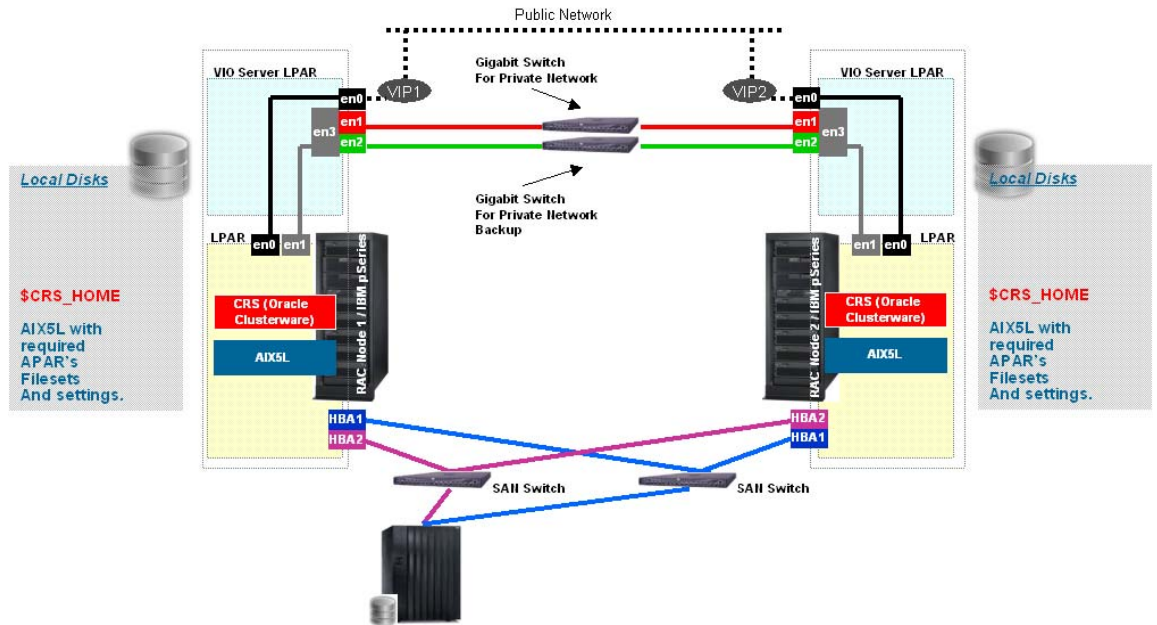 Public Network
VIO Server LPAR
Gigabit Switch
For Private Network
VIO Server LPAR
en0
VIP1
VIP2
en0
en3
en1
en1
en3
en2
en2
Gigabit Switch
For Private Network
Backup
Local Disks
$CRS_HOME
AIX5L with
required
APAR's
Filesets
And settings.
LPAR
en0
en1
CRS (Oracle
Clusterware)
AIX5L
RAC Node 1 / IBM pSeries
HBA1
HBA2
LPAR
en1
en0
RAC Node 2 / IBM pSeries
CRS (Oracle
Clusterware)
AIX5L
HBA2
HBA1
Local Disks
$CRS_HOME
AIX5L with
required
APAR's
Filesets
And settings.
SAN Switch
SAN Switch